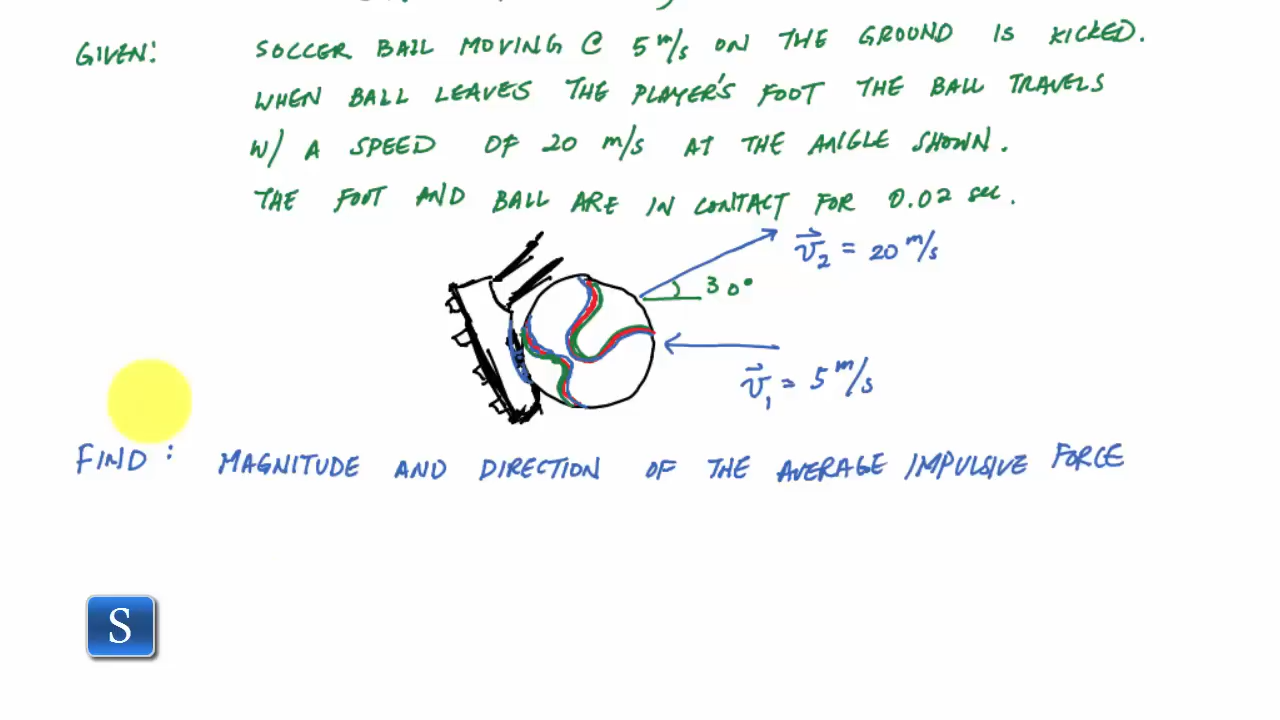 GIVEN: SOCCER BALL MOVING @ 5 m/s ON THE GROUND IS KICKED.
WHEN BALL LEAVES THE PLAYER'S FOOT THE BALL TRAVELS
W/ A SPEED OF 20 m/s AT THE ANGLE SHOWN.
THE FOOT AND BALL ARE IN CONTACT FOR 0.02 sec.
v⃗₂ = 20 m/s
30°
v⃗₁ = 5 m/s
FIND: MAGNITUDE AND DIRECTION OF THE AVERAGE IMPULSIVE FORCE
S